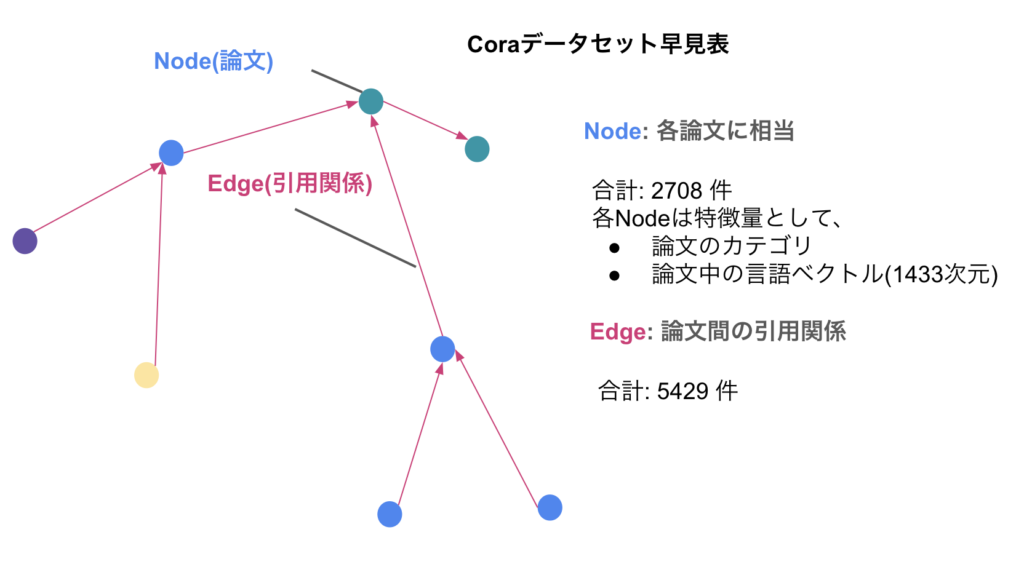 Coraデータセット早見表
Node(論文)
Edge(引用関係)
Node: 各論文に相当
合計: 2708 件
各Nodeは特徴量として、
● 論文のカテゴリ
● 論文中の言語ベクトル(1433次元)
Edge: 論文間の引用関係
合計: 5429 件